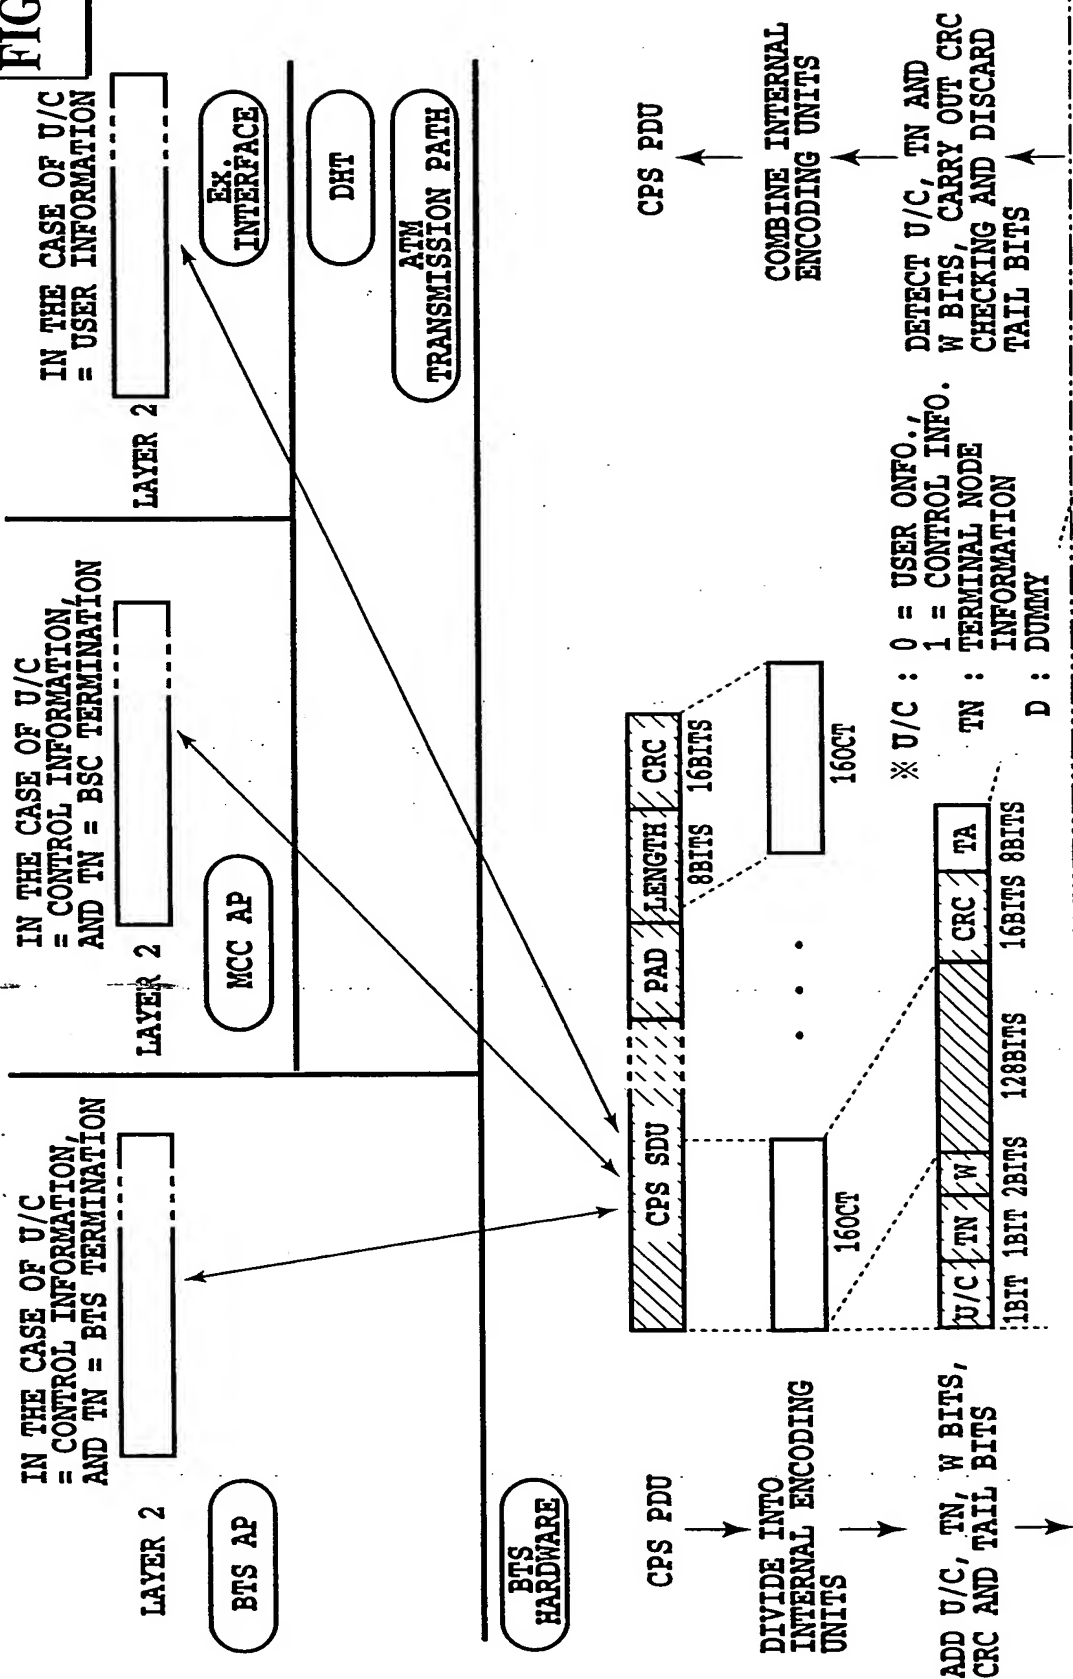 FIG
IN THE CASE OF U/C
= CONTROL INFORMATION,
AND TN = BTS TERMINATION
LAYER 2
BTS AP
IN THE CASE OF U/C
= CONTROL INFORMATION,
AND TN = BSC TERMINATION
LAYER 2
MCC AP
IN THE CASE OF U/C
= USER INFORMATION
LAYER 2
EX.
INTERFACE
DHT
ATM
TRANSMISSION PATH
BTS
HARDWARE
CPS PDU
CPS SDU
PAD
LENGTH
CRC
8BITS
16BITS
CPS PDU
DIVIDE INTO
INTERNAL ENCODING
UNITS
16OCT
• • •
16OCT
COMBINE INTERNAL
ENCODING UNITS
ADD U/C, TN, W BITS,
CRC AND TAIL BITS
U/C
TN
W
CRC
TA
1BIT
1BIT
2BITS
128BITS
16BITS
8BITS
※ U/C : 0 = USER ONFO.,
1 = CONTROL INFO.
TN : TERMINAL NODE
INFORMATION
D : DUMMY
DETECT U/C, TN AND
W BITS, CARRY OUT CRC
CHECKING AND DISCARD
TAIL BITS